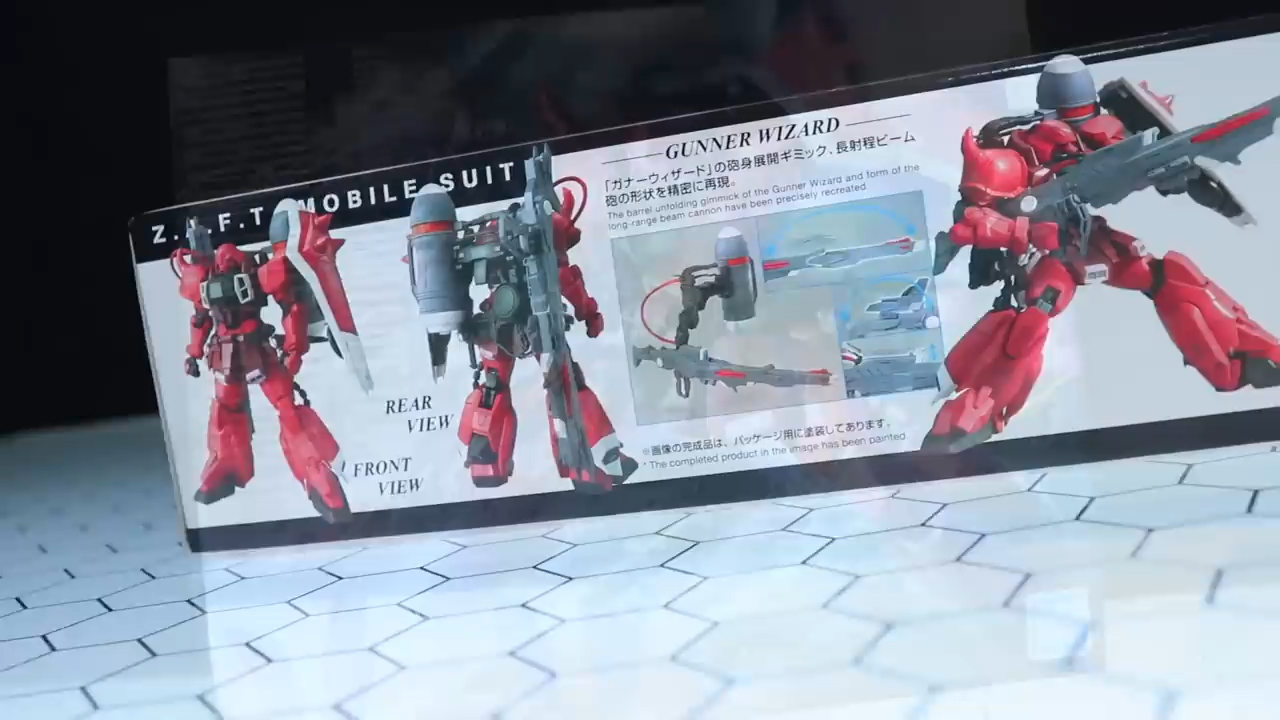 Z.A.F.T. MOBILE SUIT
GUNNER WIZARD
「ガナーウィザード」の砲身展開ギミック、長射程ビーム
砲の形状を精密に再現。
The barrel unfolding gimmick of the Gunner Wizard and form of the
long-range beam cannon have been precisely recreated
REAR
VIEW
FRONT
VIEW
※画像の完成品は、パッケージ用に塗装してあります。
* The completed product in the image has been painted